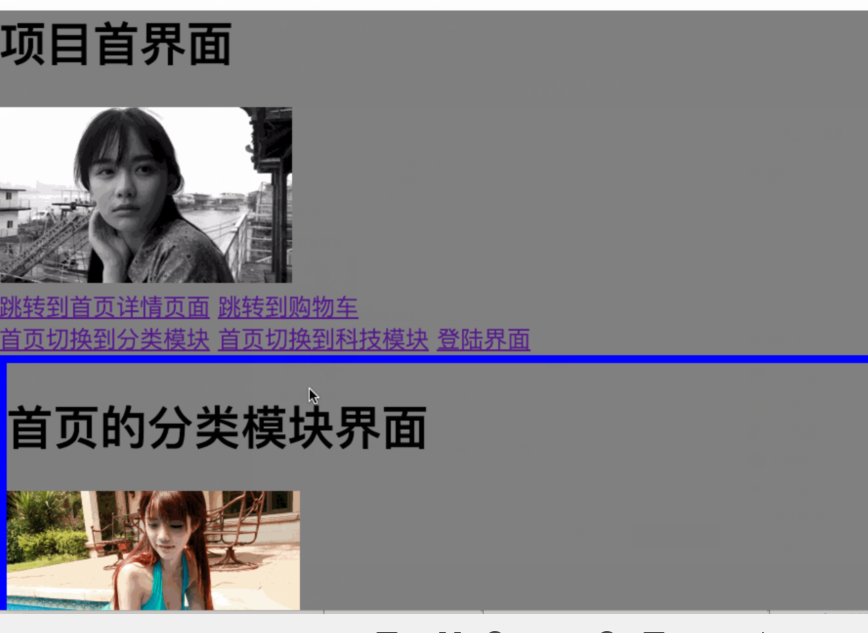 项目首界面
跳转到首页详情页面 跳转到购物车
首页切换到分类模块 首页切换到科技模块 登陆界面
首页的分类模块界面